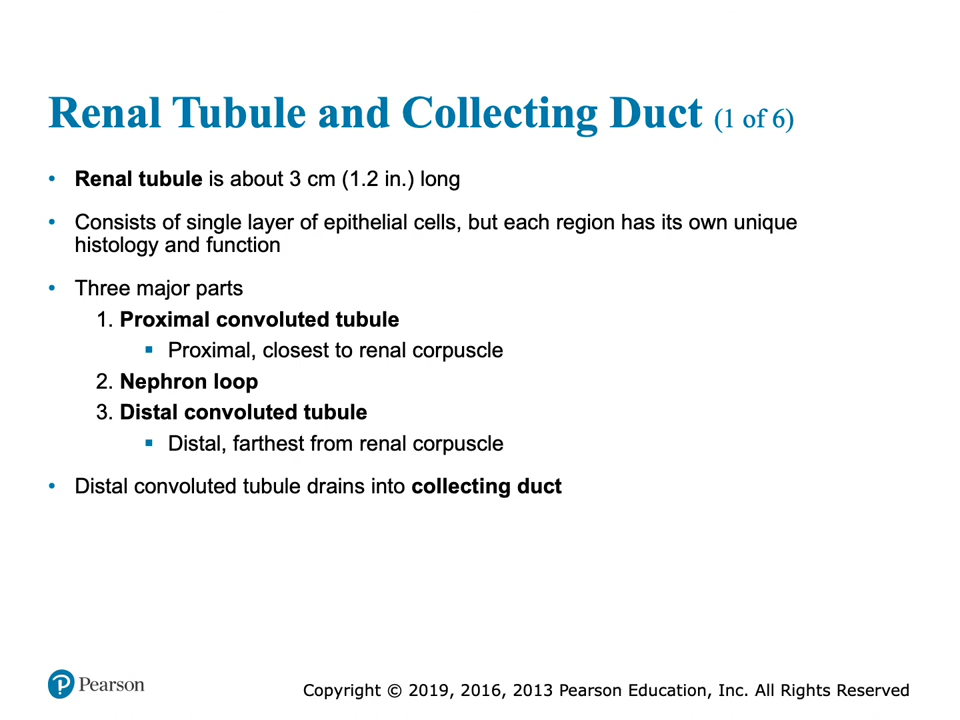 Renal Tubule and Collecting Duct (1 of 6)
• Renal tubule is about 3 cm (1.2 in.) long
• Consists of single layer of epithelial cells, but each region has its own unique
histology and function
• Three major parts
1. Proximal convoluted tubule
▪ Proximal, closest to renal corpuscle
2. Nephron loop
3. Distal convoluted tubule
▪ Distal, farthest from renal corpuscle
• Distal convoluted tubule drains into collecting duct
Pearson
Copyright © 2019, 2016, 2013 Pearson Education, Inc. All Rights Reserved